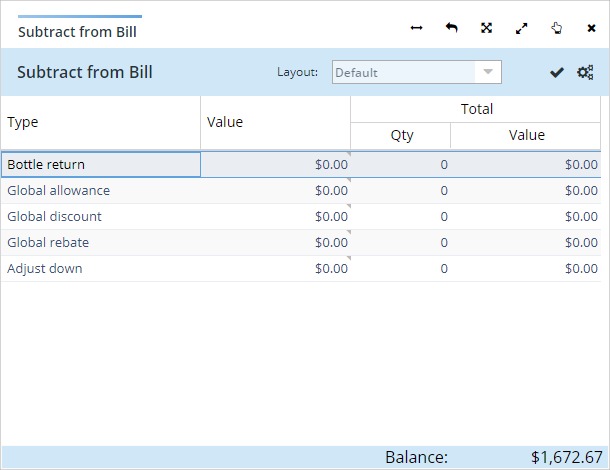 Subtract from Bill
Subtract from Bill Layout: Default
Type Value Total
Qty Value
Bottle return $0.00 0 $0.00
Global allowance $0.00 0 $0.00
Global discount $0.00 0 $0.00
Global rebate $0.00 0 $0.00
Adjust down $0.00 0 $0.00
Balance: $1,672.67